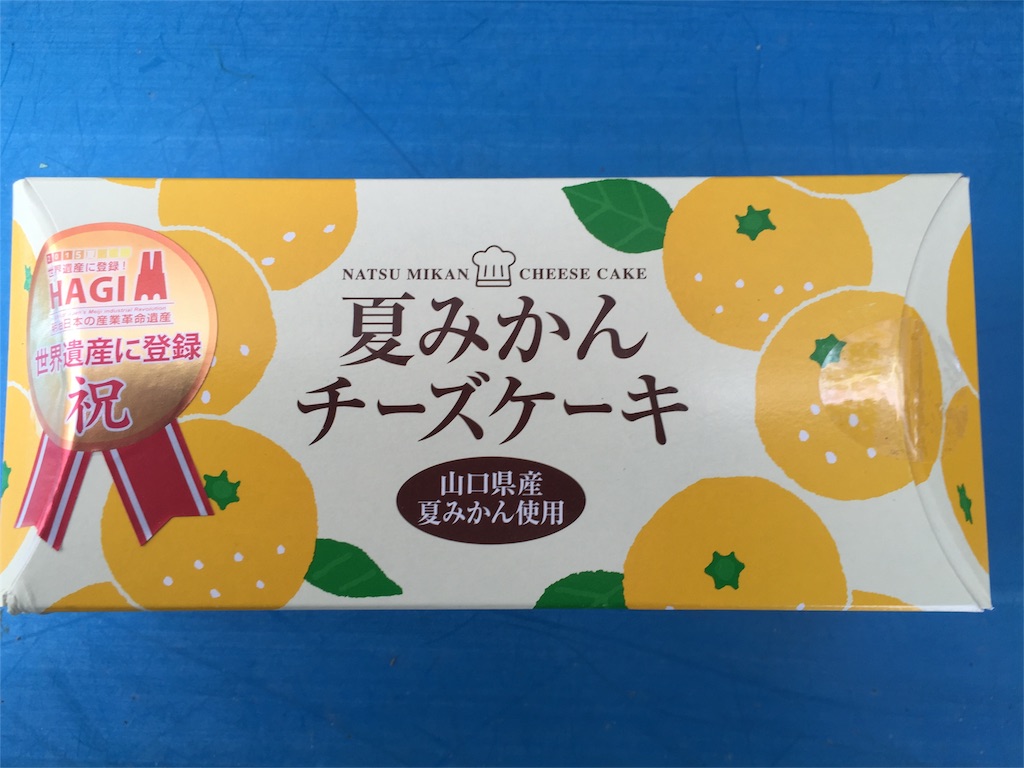 NATSU MIKAN CHEESE CAKE
夏みかん
チーズケーキ
山口県産
夏みかん使用
世界遺産に登録!
HAGI
日本の産業革命遺産
世界遺産に登録
祝